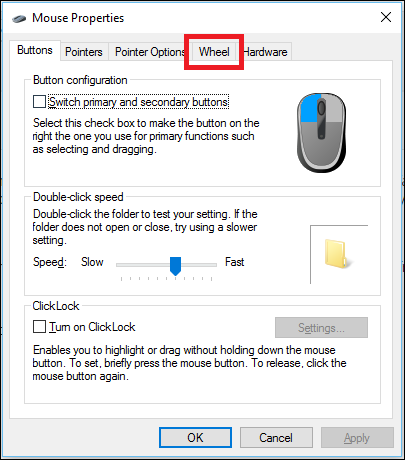 Mouse Properties
Buttons Pointers Pointer Options Wheel Hardware
Button configuration
Switch primary and secondary buttons
Select this check box to make the button on
the right the one you use for primary functions such
as selecting and dragging.
Double-click speed
Double-click the folder to test your setting. If the
folder does not open or close, try using a slower
setting.
Speed: Slow Fast
ClickLock
Turn on ClickLock Settings...
Enables you to highlight or drag without holding down the mouse
button. To set, briefly press the mouse button. To release, click the
mouse button again.
OK Cancel Apply